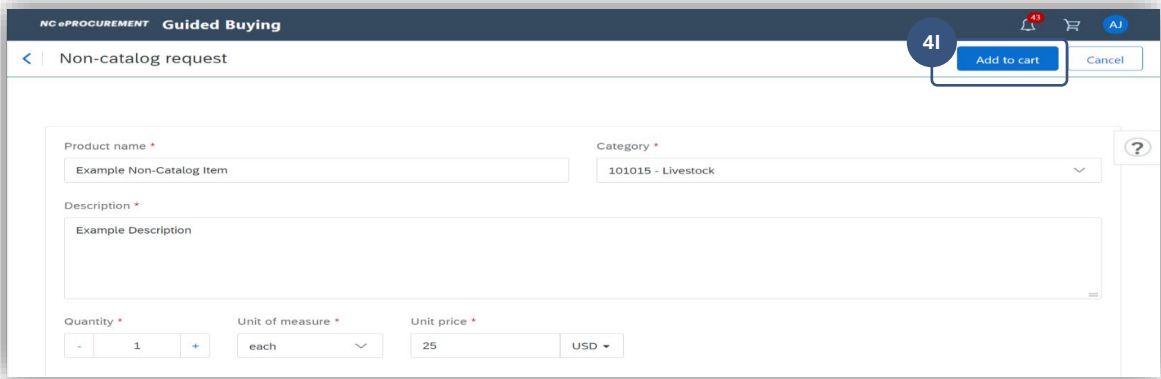 NC ePROCUREMENT Guided Buying 43 AJ
4l
< Non-catalog request Add to cart Cancel
?
Product name * Category *
Example Non-Catalog Item 101015 - Livestock
Description *
Example Description
Quantity * Unit of measure * Unit price *
- 1 + each 25 USD